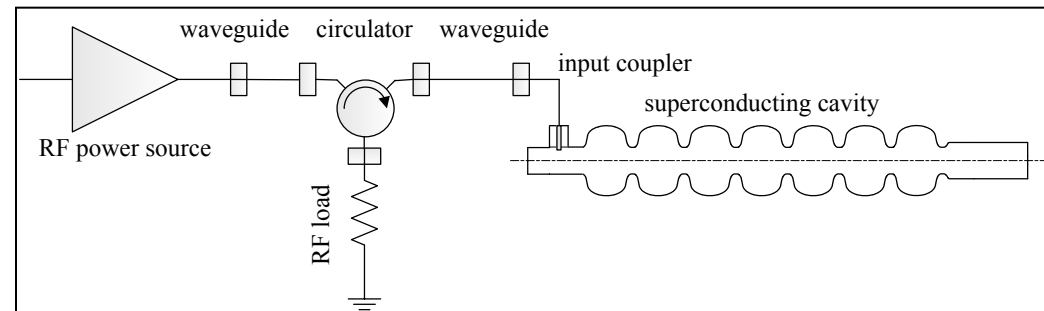 waveguide circulator waveguide
input coupler
superconducting cavity
RF power source
RF load